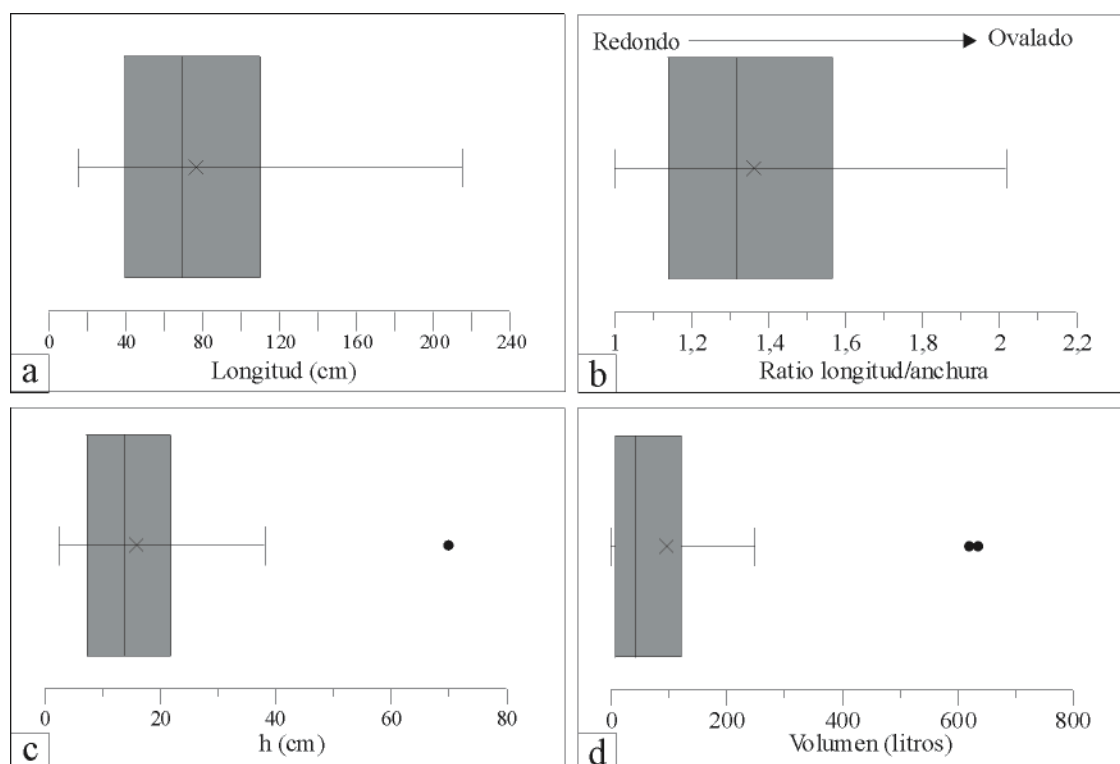 0 40 80 120 160 200 240
Longitud (cm)
a
Redondo Ovalado
1 1,2 1,4 1,6 1,8 2 2,2
Ratio longitud/anchura
b
0 20 40 60 80
h (cm)
c
0 200 400 600 800
Volumen (litros)
d